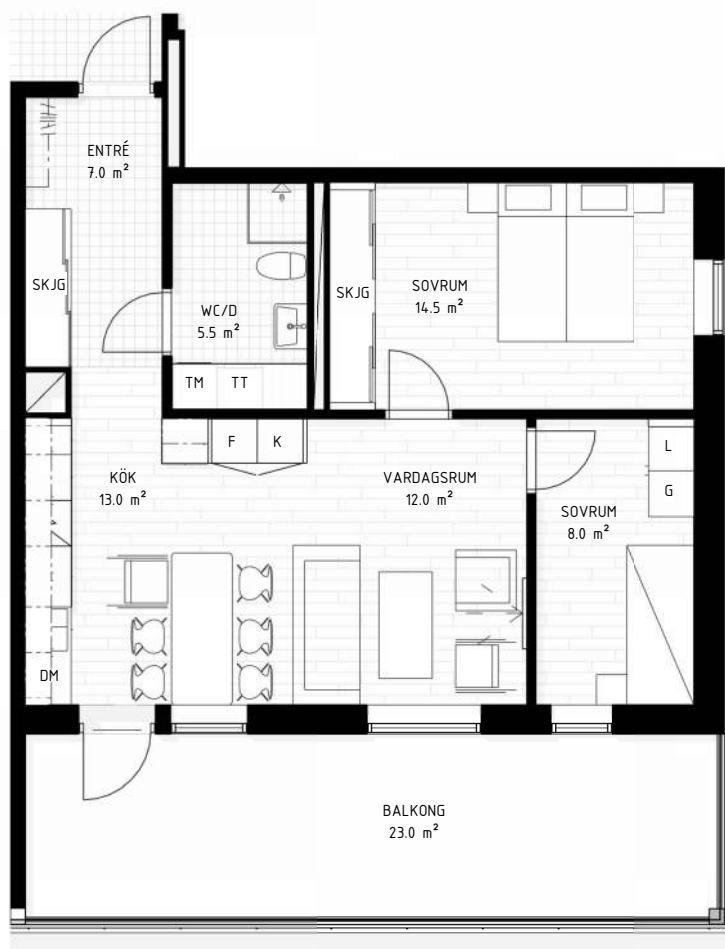 ENTRÉ
7.0 m²
SKJG
WC/D
5.5 m²
TM
TT
SKJG
SOVRUM
14.5 m²
F
K
KÖK
13.0 m²
VARDAGSRUM
12.0 m²
L
G
SOVRUM
8.0 m²
DM
BALKONG
23.0 m²